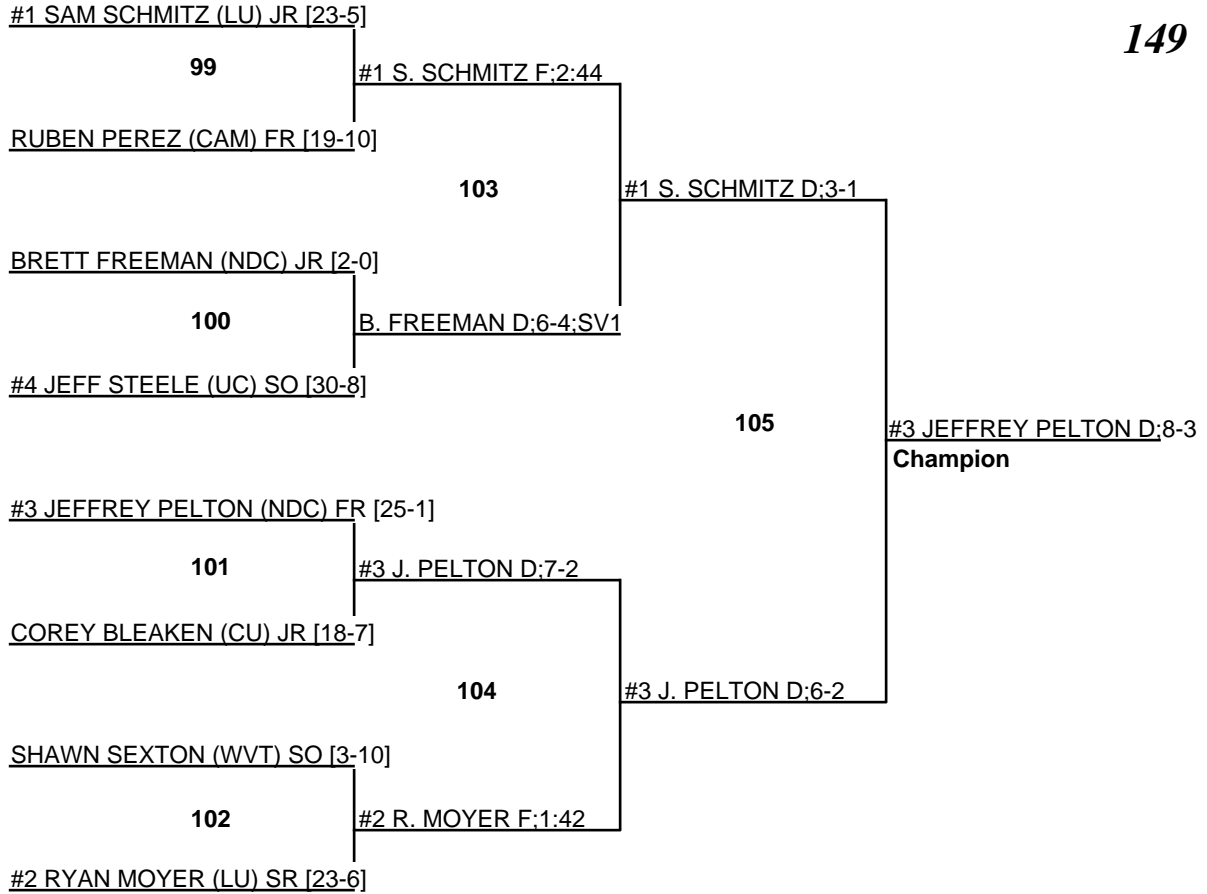 #1 SAM SCHMITZ (LU) JR [23-5]
149
99
#1 S. SCHMITZ F;2:44
RUBEN PEREZ (CAM) FR [19-10]
103
#1 S. SCHMITZ D;3-1
BRETT FREEMAN (NDC) JR [2-0]
100
B. FREEMAN D;6-4;SV1
#4 JEFF STEELE (UC) SO [30-8]
105
#3 JEFFREY PELTON D;8-3
Champion
#3 JEFFREY PELTON (NDC) FR [25-1]
101
#3 J. PELTON D;7-2
COREY BLEAKEN (CU) JR [18-7]
104
#3 J. PELTON D;6-2
SHAWN SEXTON (WVT) SO [3-10]
102
#2 R. MOYER F;1:42
#2 RYAN MOYER (LU) SR [23-6]